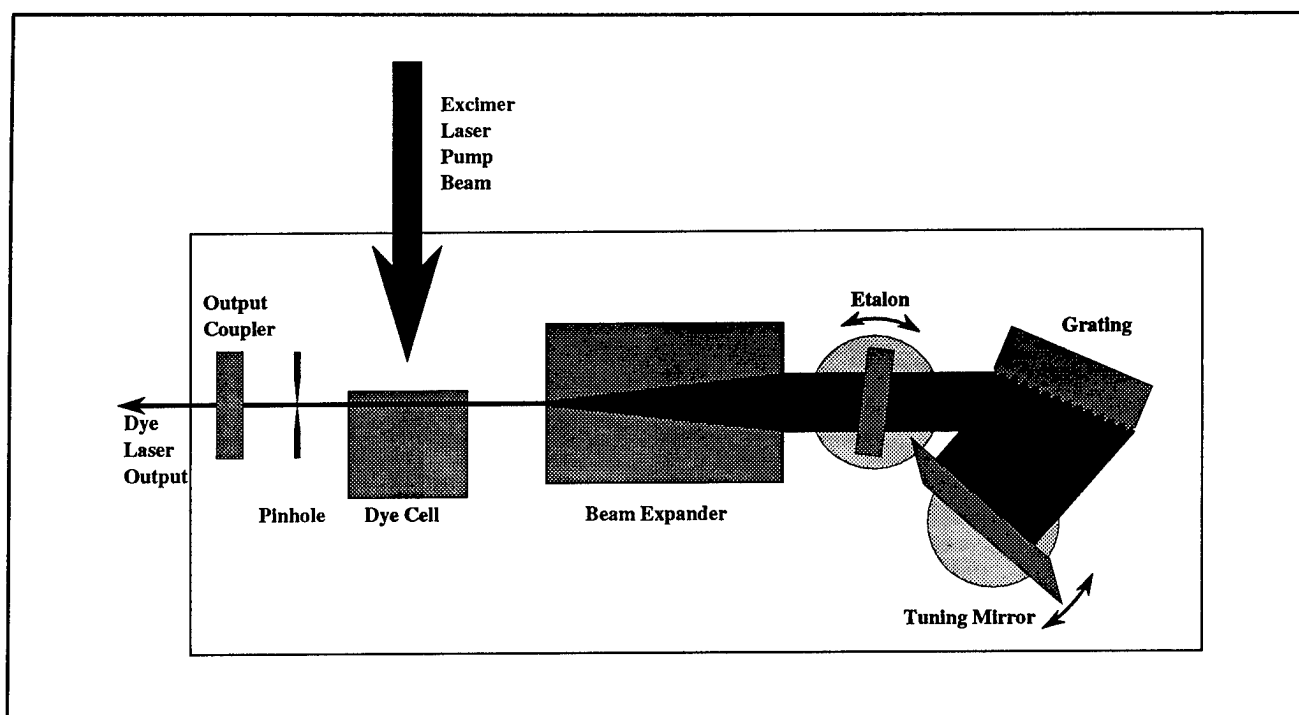 Excimer
Laser
Pump
Beam
Output
Coupler
Etalon
Grating
Dye
Laser
Output
Pinhole
Dye Cell
Beam Expander
Tuning Mirror